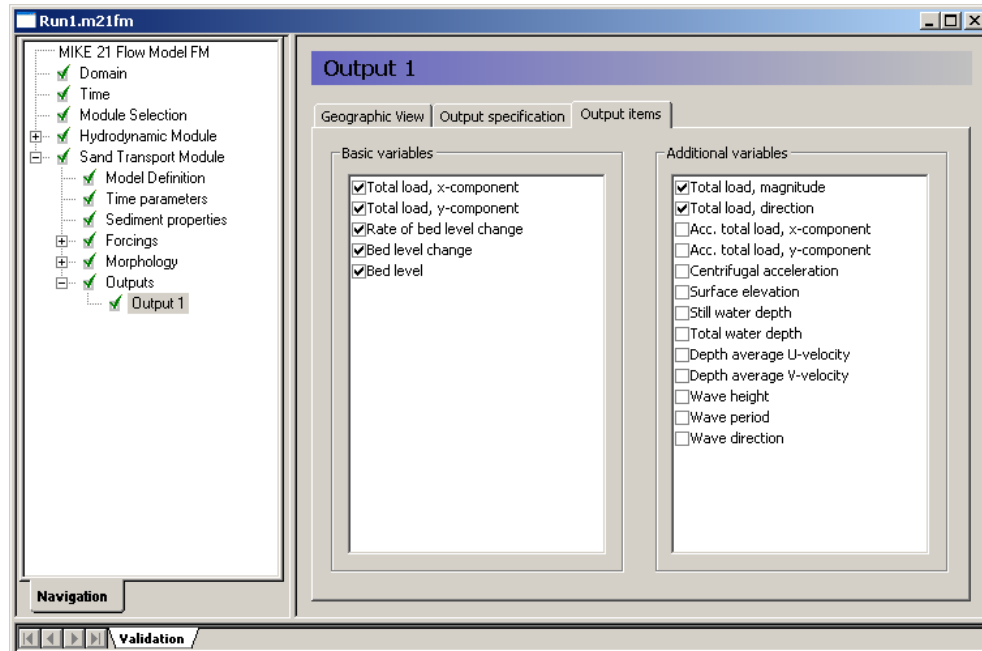 Run1.m21fm
MIKE 21 Flow Model FM
Domain
Time
Module Selection
Hydrodynamic Module
Sand Transport Module
Model Definition
Time parameters
Sediment properties
Forcings
Morphology
Outputs
Output 1
Navigation
Output 1
Geographic View
Output specification
Output items
Basic variables
Total load, x-component
Total load, y-component
Rate of bed level change
Bed level change
Bed level
Additional variables
Total load, magnitude
Total load, direction
Acc. total load, x-component
Acc. total load, y-component
Centrifugal acceleration
Surface elevation
Still water depth
Total water depth
Depth average U-velocity
Depth average V-velocity
Wave height
Wave period
Wave direction
Validation